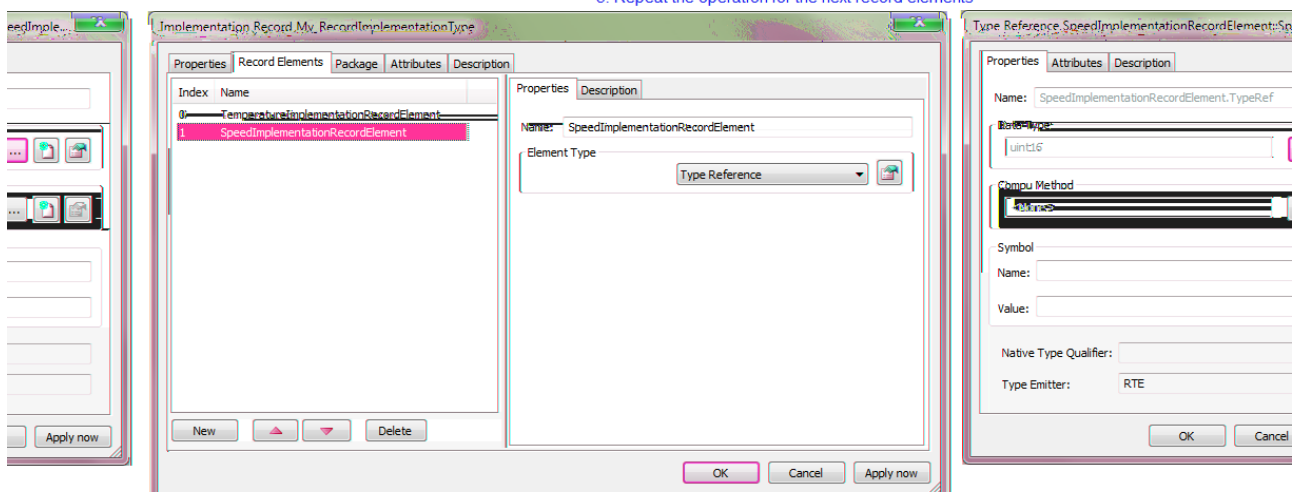 5. Repeat the operation for the next record elements
eedImple...
...
...
Apply now
Implementation Record My_RecordImplementationType
Properties Record Elements Package Attributes Description
Index Name
0 TemperatureImplementationRecordElement
1 SpeedImplementationRecordElement
New
Delete
Properties Description
Name: SpeedImplementationRecordElement
Element Type
Type Reference
OK Cancel Apply now
Type Reference SpeedImplementationRecordElement::Sp
Properties Attributes Description
Name: SpeedImplementationRecordElement.TypeRef
Data Type
uint16
Compu Method
<None>
Symbol
Name:
Value:
Native Type Qualifier:
Type Emitter: RTE
OK Cancel